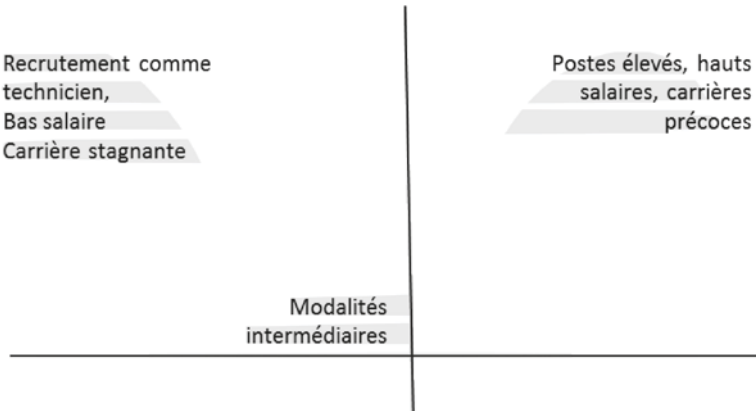 Recrutement comme
technicien,
Bas salaire
Carrière stagnante
Postes élevés, hauts
salaires, carrières
précoces
Modalités
intermédiaires